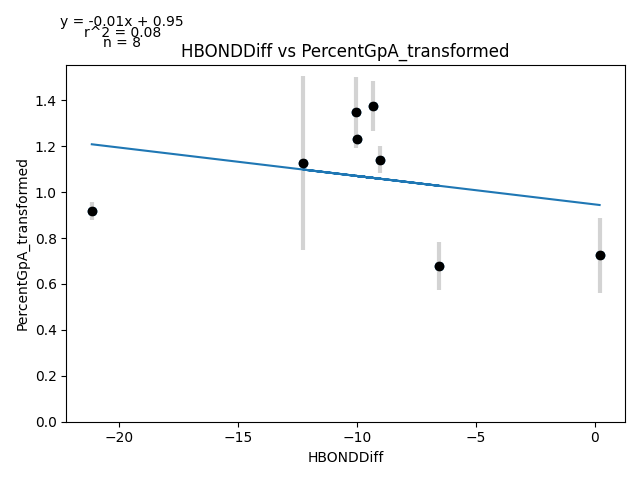 y = -0.01x + 0.95
r^2 = 0.08
n = 8
HBONDDiff vs PercentGpA_transformed
PercentGpA_transformed
1.4
1.2
1.0
0.8
0.6
0.4
0.2
0.0
−20
−15
−10
−5
0
HBONDDiff